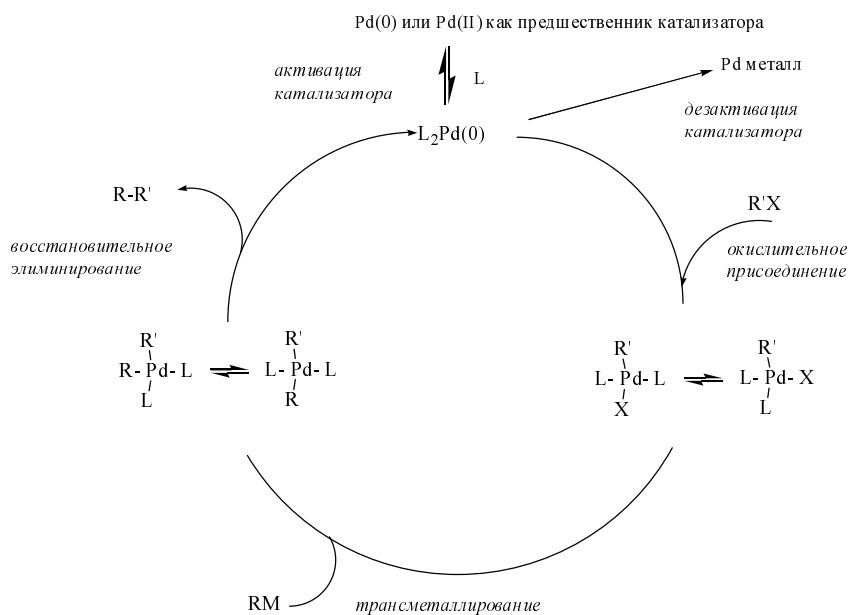 Pd(0) или Pd(II) как предшественник катализатора
активация
катализатора
L
Pd металл
дезактивация
катализатора
L₂Pd(0)
R-R'
R'X
восстановительное
элиминирование
окислительное
присоединение
R'
R-Pd-L
L
R'
L-Pd-L
R
R'
L-Pd-L
X
R'
L-Pd-X
L
RM
трансметаллирование